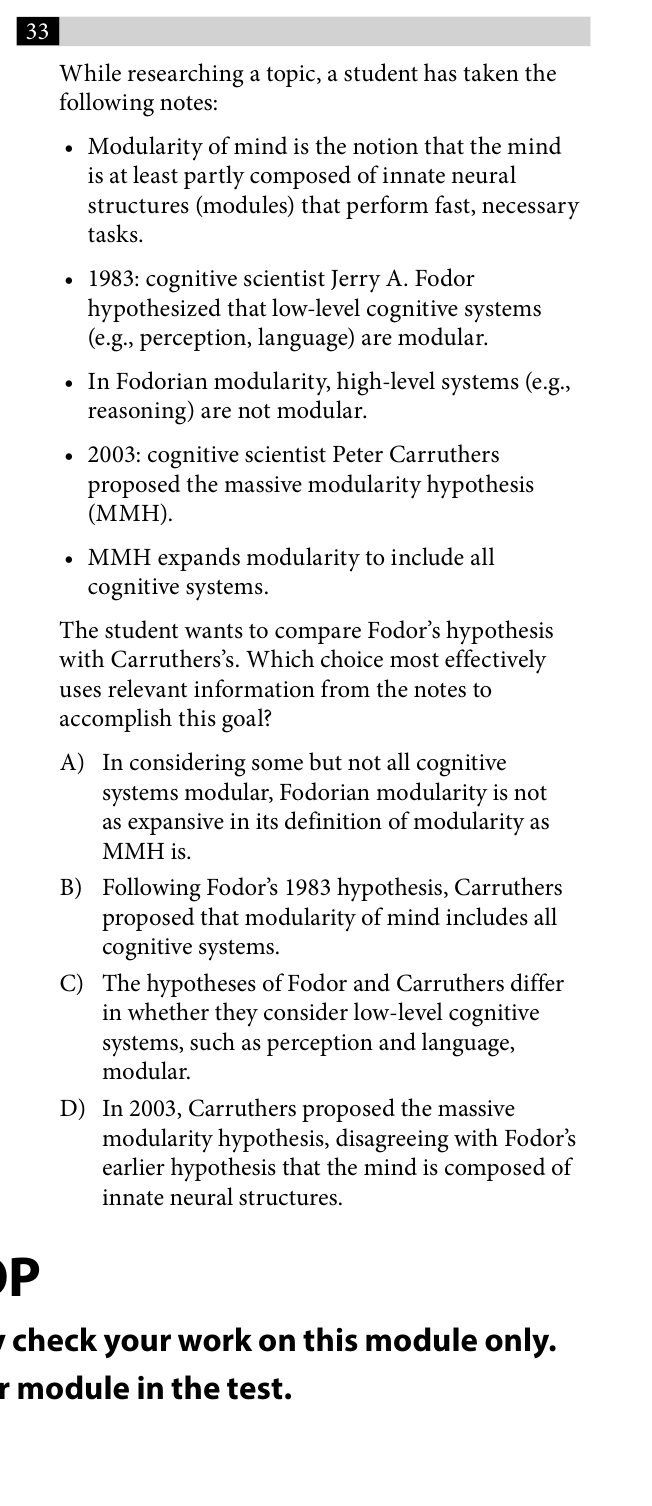 33
While researching a topic, a student has taken the
following notes:
• Modularity of mind is the notion that the mind
is at least partly composed of innate neural
structures (modules) that perform fast, necessary
tasks.
• 1983: cognitive scientist Jerry A. Fodor
hypothesized that low-level cognitive systems
(e.g., perception, language) are modular.
• In Fodorian modularity, high-level systems (e.g.,
reasoning) are not modular.
• 2003: cognitive scientist Peter Carruthers
proposed the massive modularity hypothesis
(MMH).
• MMH expands modularity to include all
cognitive systems.
The student wants to compare Fodor’s hypothesis
with Carruthers’s. Which choice most effectively
uses relevant information from the notes to
accomplish this goal?
A) In considering some but not all cognitive
systems modular, Fodorian modularity is not
as expansive in its definition of modularity as
MMH is.
B) Following Fodor’s 1983 hypothesis, Carruthers
proposed that modularity of mind includes all
cognitive systems.
C) The hypotheses of Fodor and Carruthers differ
in whether they consider low-level cognitive
systems, such as perception and language,
modular.
D) In 2003, Carruthers proposed the massive
modularity hypothesis, disagreeing with Fodor’s
earlier hypothesis that the mind is composed of
innate neural structures.
OP
y check your work on this module only.
r module in the test.